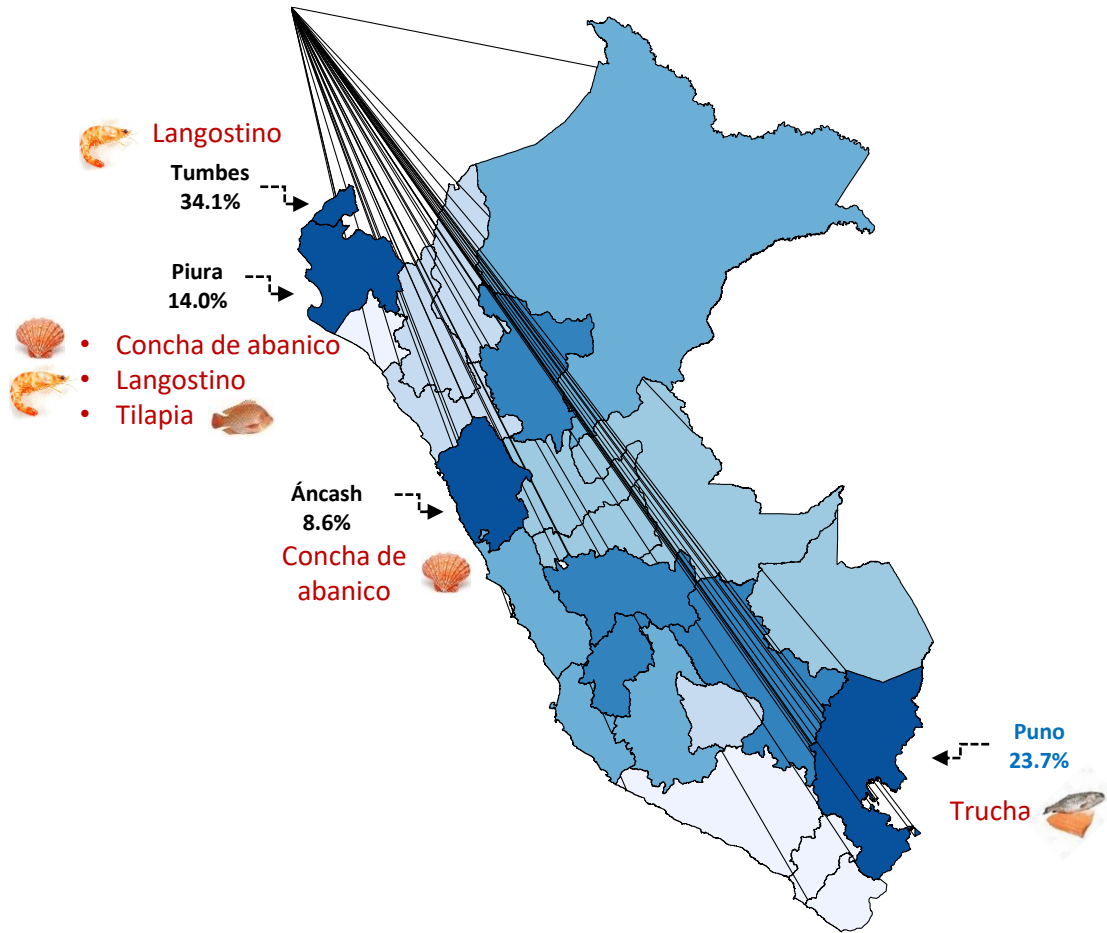 Langostino
Tumbes
34.1%
Piura
14.0%
• Concha de abanico
• Langostino
• Tilapia
Áncash
8.6%
Concha de
abanico
Puno
23.7%
Trucha